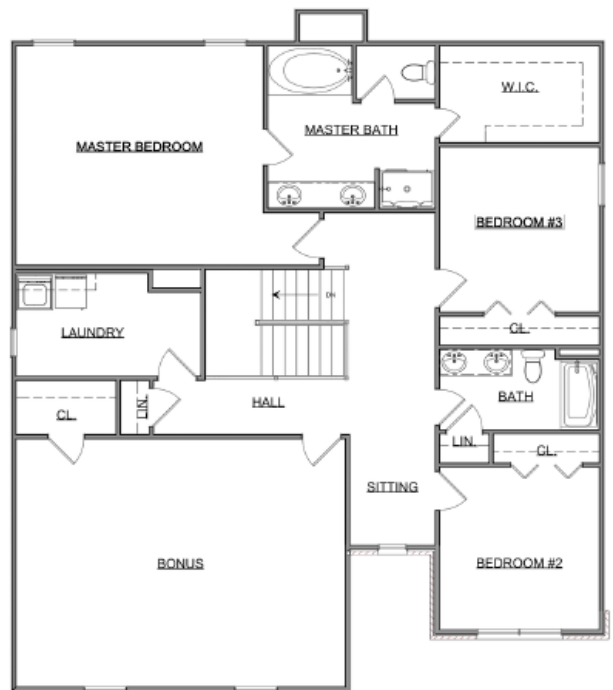 W.I.C.
MASTER BATH
MASTER BEDROOM
BEDROOM #3
DN
LAUNDRY
CL.
BATH
HALL
LIN.
CL.
LIN.
CL.
SITTING
BONUS
BEDROOM #2